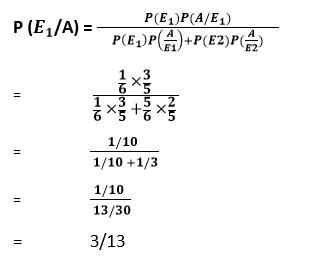 P (E₁/A) = P(E₁)P(A/E₁) / P(E₁)P(A/E1)+P(E2)P(A/E2)
= 1/6 ×3/5 / 1/6 ×3/5 +5/6 ×2/5
= 1/10 / 1/10 +1/3
= 1/10 / 13/30
= 3/13